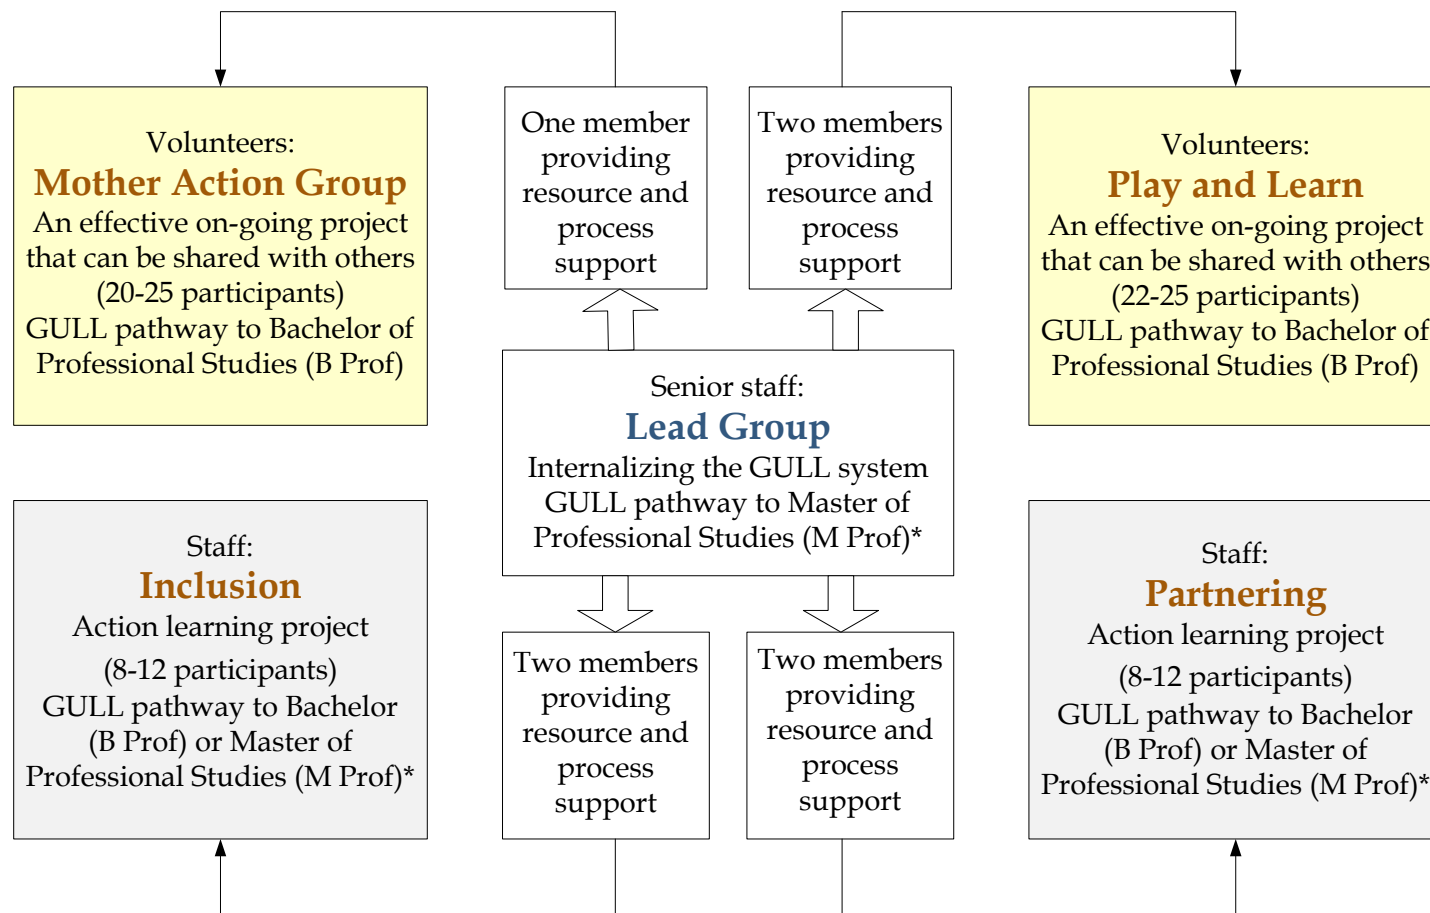 Volunteers:
Mother Action Group
An effective on-going project
that can be shared with others
(20-25 participants)
GULL pathway to Bachelor of
Professional Studies (B Prof)
One member
providing
resource and
process
support
Two members
providing
resource and
process
support
Volunteers:
Play and Learn
An effective on-going project
that can be shared with others
(22-25 participants)
GULL pathway to Bachelor of
Professional Studies (B Prof)
Senior staff:
Lead Group
Internalizing the GULL system
GULL pathway to Master of
Professional Studies (M Prof)*
Staff:
Inclusion
Action learning project
(8-12 participants)
GULL pathway to Bachelor
(B Prof) or Master of
Professional Studies (M Prof)*
Two members
providing
resource and
process
support
Two members
providing
resource and
process
support
Staff:
Partnering
Action learning project
(8-12 participants)
GULL pathway to Bachelor
(B Prof) or Master of
Professional Studies (M Prof)*